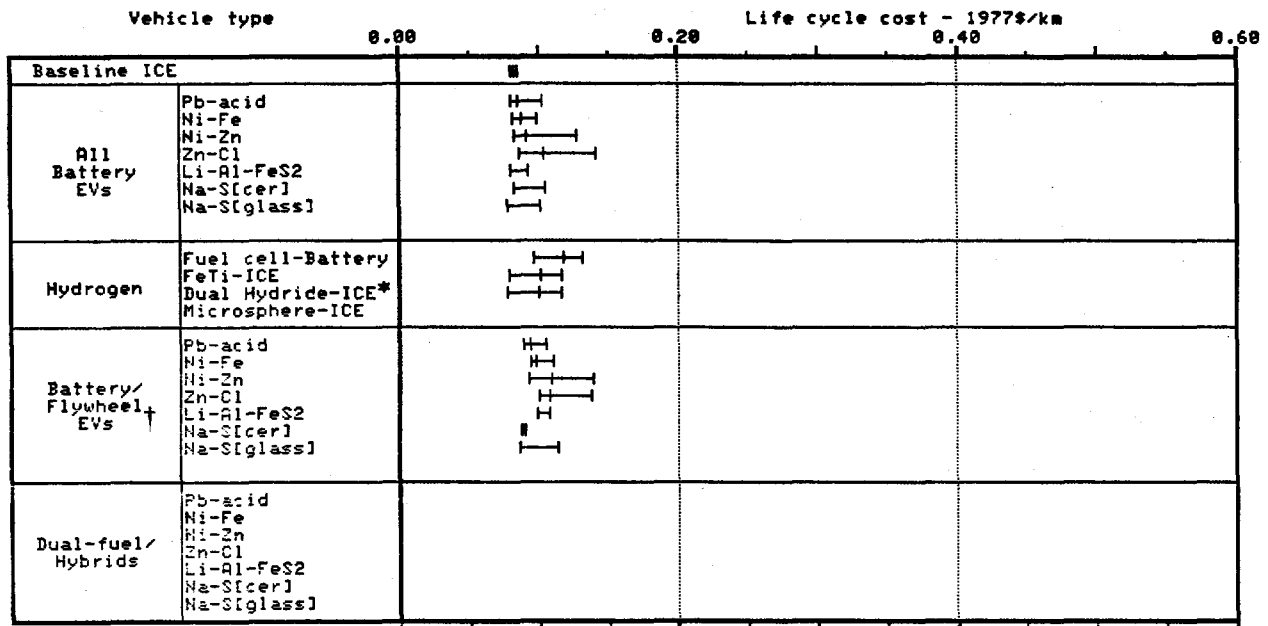 Vehicle type
Life cycle cost - 1977$/km
0.00 0.20 0.40 0.60
Baseline ICE
All
Battery
EVs
Pb-acid
Ni-Fe
Ni-Zn
Zn-Cl
Li-Al-FeS2
Na-S[cer]
Na-S[glass]
Hydrogen
Fuel cell-Battery
FeTi-ICE
Dual Hydride-ICE*
Microsphere-ICE
Battery/
Flywheel†
EVs
Pb-acid
Ni-Fe
Ni-Zn
Zn-Cl
Li-Al-FeS2
Na-S[cer]
Na-S[glass]
Dual-fuel/
Hybrids
Pb-acid
Ni-Fe
Ni-Zn
Zn-Cl
Li-Al-FeS2
Na-S[cer]
Na-S[glass]